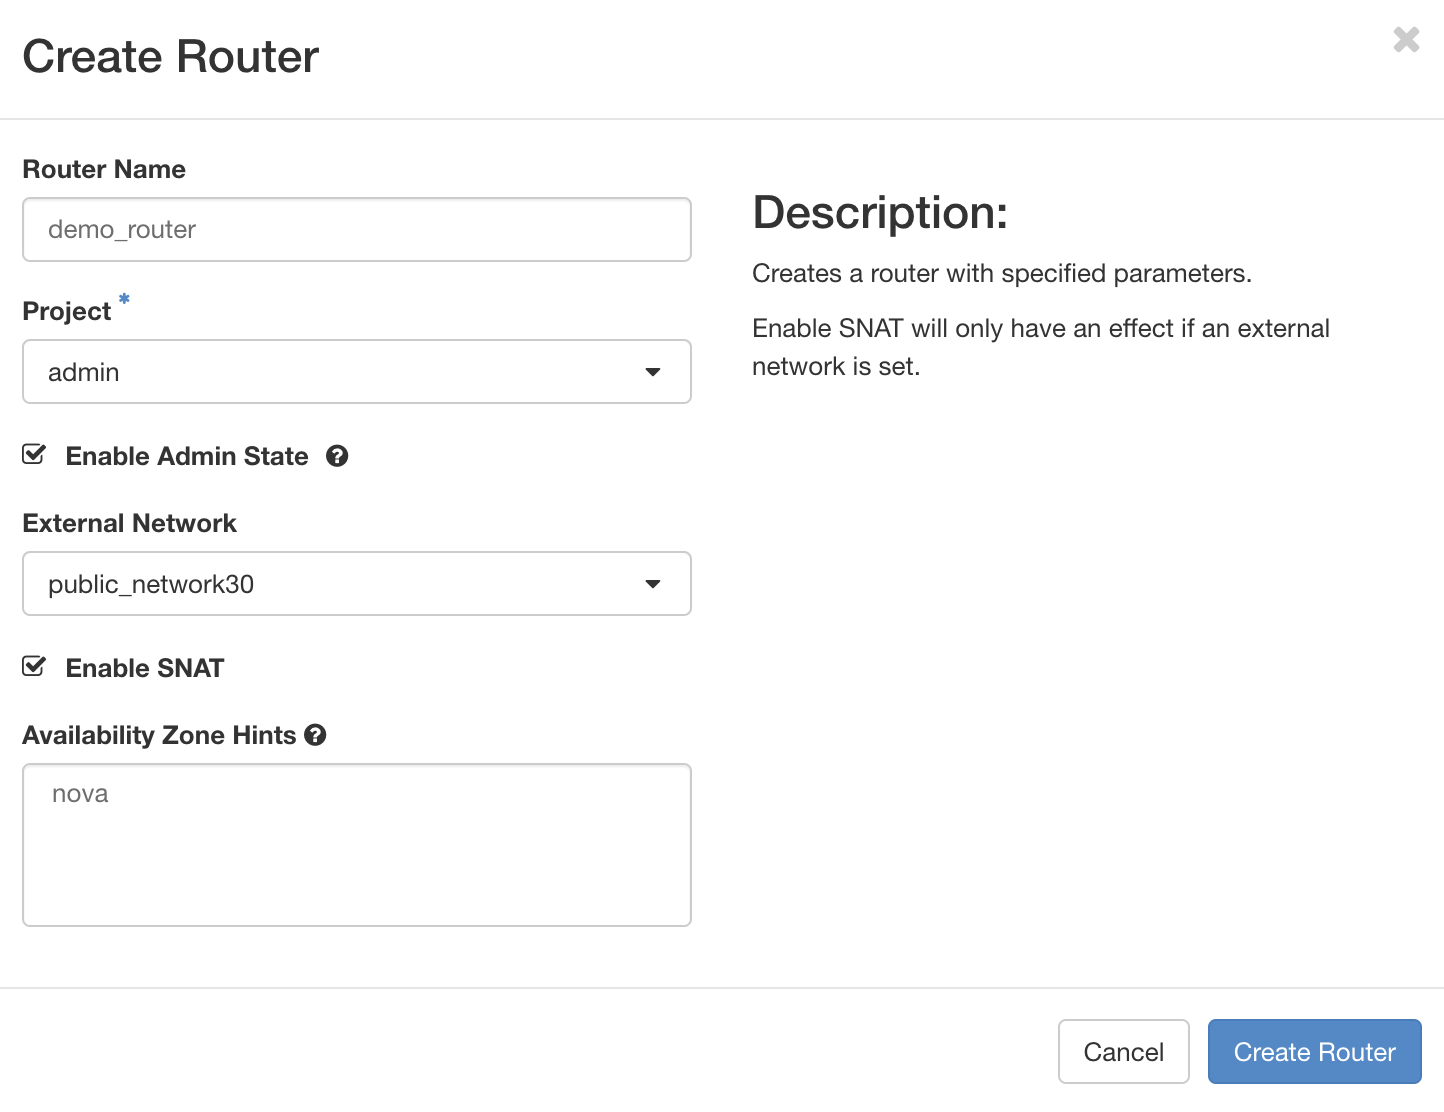 Create Router
Router Name
demo_router
Project *
admin
Enable Admin State
External Network
public_network30
Enable SNAT
Availability Zone Hints
nova
Description:
Creates a router with specified parameters.
Enable SNAT will only have an effect if an external
network is set.
Cancel
Create Router